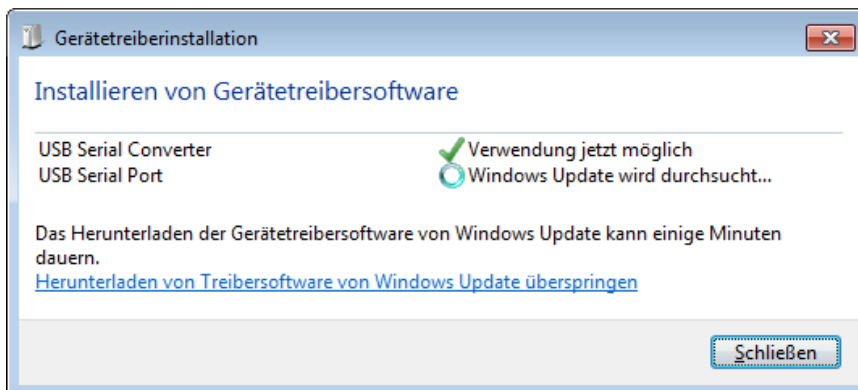 Gerätetreiberinstallation
Installieren von Gerätetreibersoftware
USB Serial Converter Verwendung jetzt möglich
USB Serial Port Windows Update wird durchsucht...
Das Herunterladen der Gerätetreibersoftware von Windows Update kann einige Minuten
dauern.
Herunterladen von Treibersoftware von Windows Update überspringen
Schließen